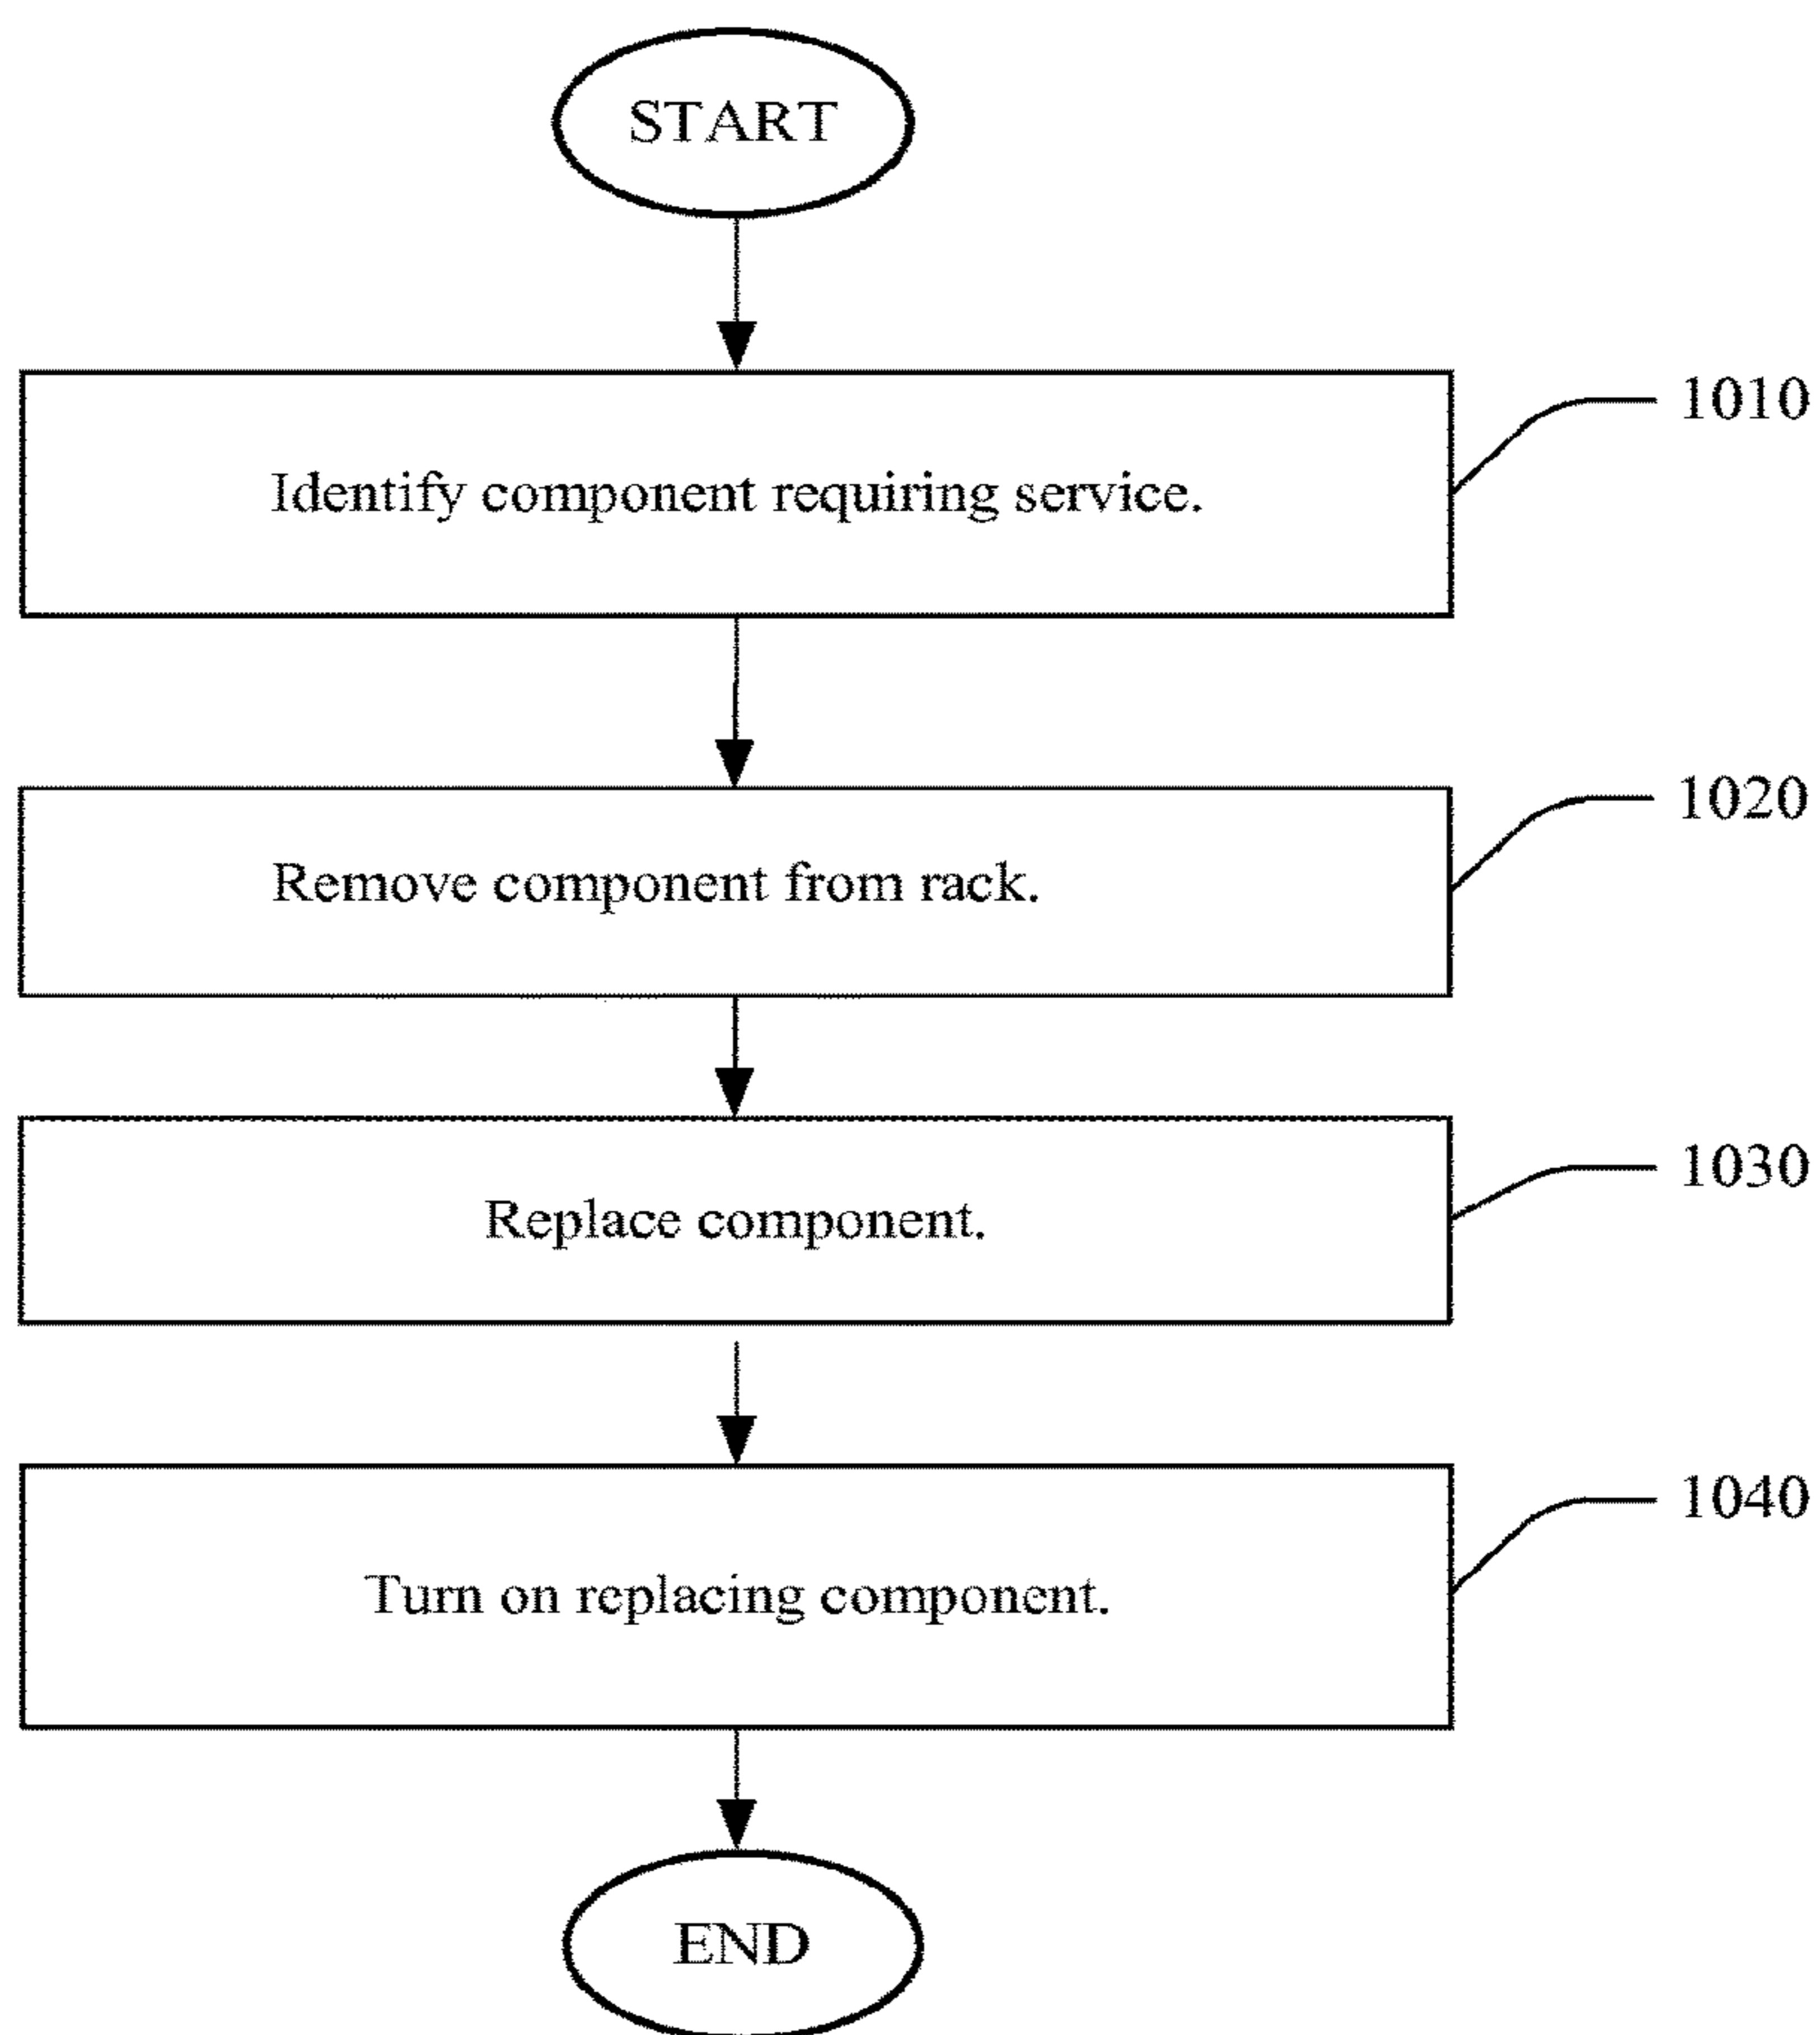 START
Identify component requiring service.
1010
Remove component from rack.
1020
Replace component.
1030
Turn on replacing component.
1040
END